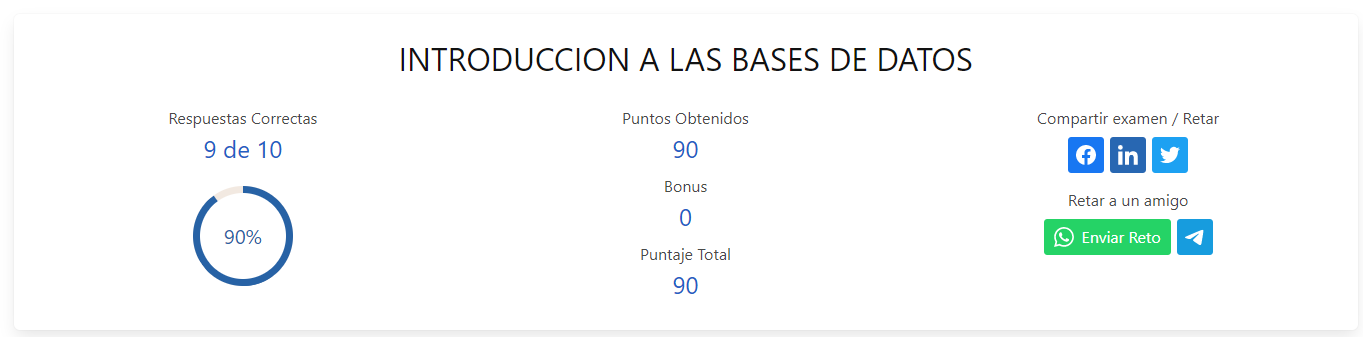 INTRODUCCION A LAS BASES DE DATOS
Respuestas Correctas
9 de 10
90%
Puntos Obtenidos
90
Bonus
0
Puntaje Total
90
Compartir examen / Retar
Retar a un amigo
Enviar Reto